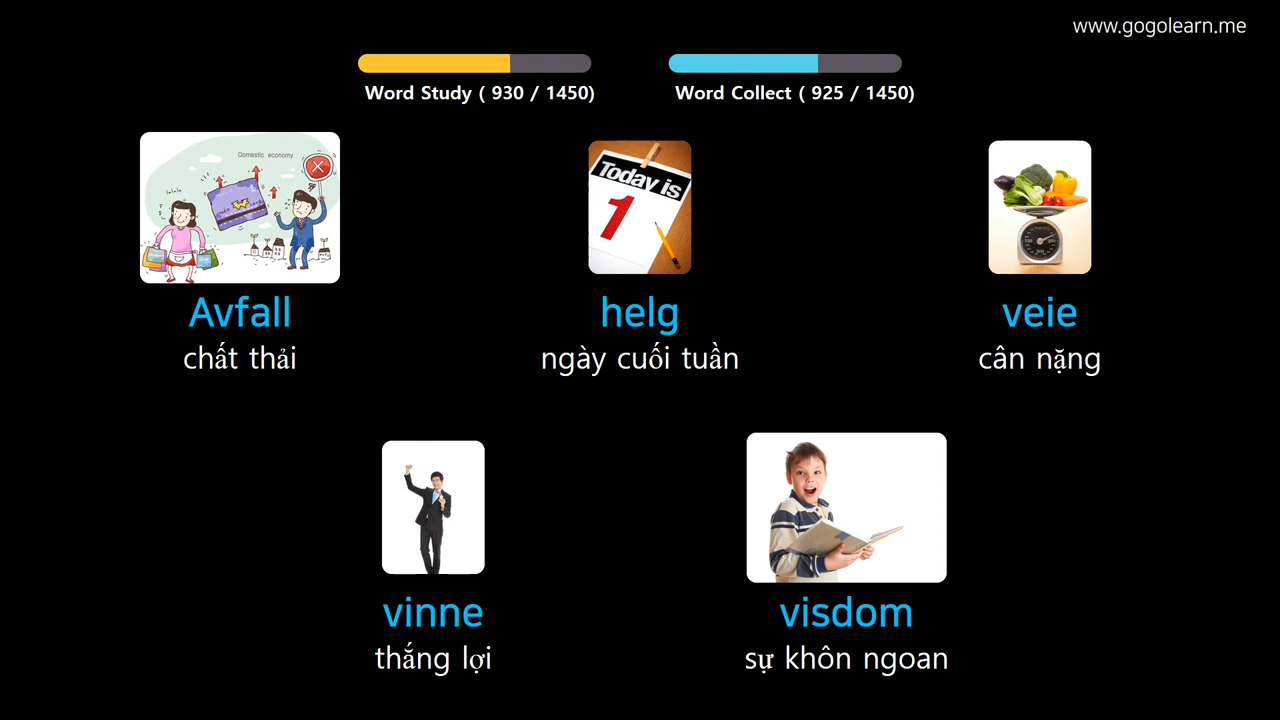 www.gogolearn.me
Word Study ( 930 / 1450)
Word Collect ( 925 / 1450)
Domestic economy
lalala
Today is
1
Avfall
chất thải
helg
ngày cuối tuần
veie
cân nặng
vinne
thắng lợi
visdom
sự khôn ngoan